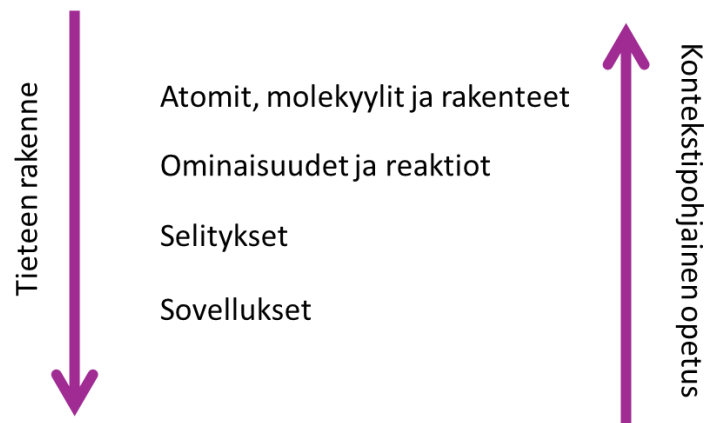 Tieteen rakenne
Atomit, molekyylit ja rakenteet
Ominaisuudet ja reaktiot
Selitykset
Sovellukset
Kontekstipohjainen opetus